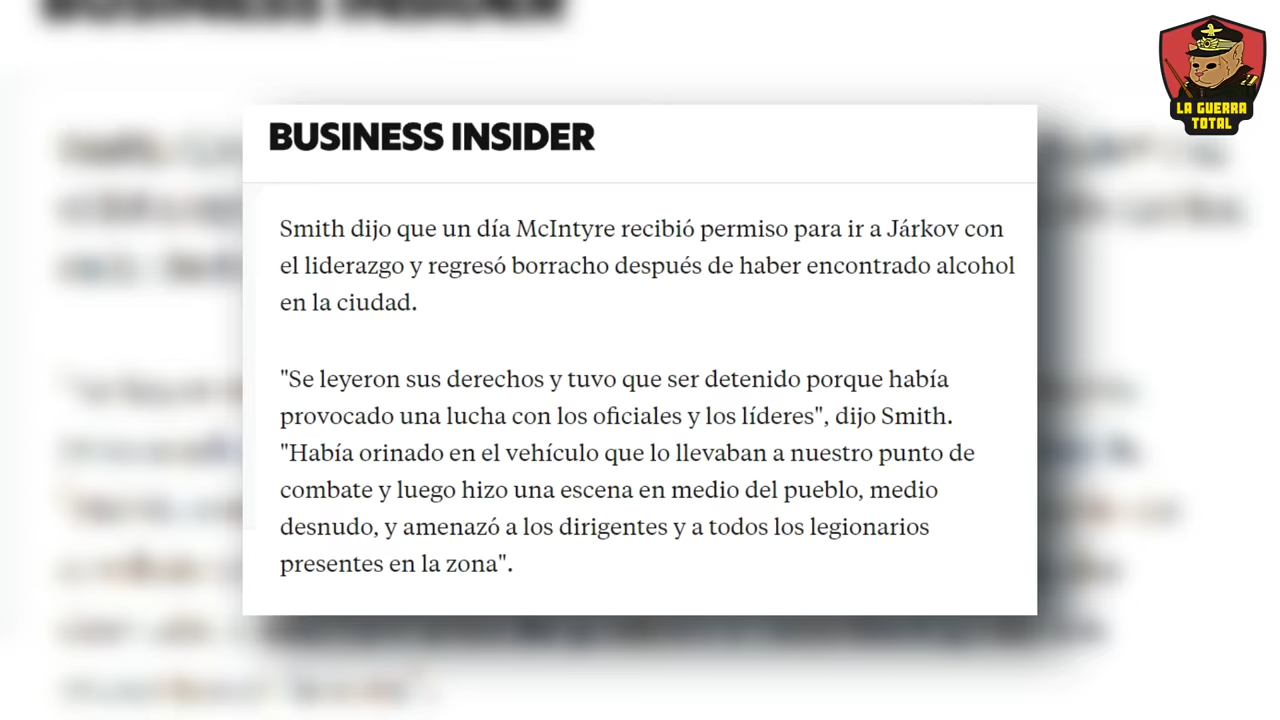 BUSINESS INSIDER
LA GUERRA
TOTAL
BUSINESS INSIDER
Smith dijo que un día McIntyre recibió permiso para ir a Járkov con
el liderazgo y regresó borracho después de haber encontrado alcohol
en la ciudad.
"Se leyeron sus derechos y tuvo que ser detenido porque había
provocado una lucha con los oficiales y los líderes", dijo Smith.
"Había orinado en el vehículo que lo llevaban a nuestro punto de
combate y luego hizo una escena en medio del pueblo, medio
desnudo, y amenazó a los dirigentes y a todos los legionarios
presentes en la zona".